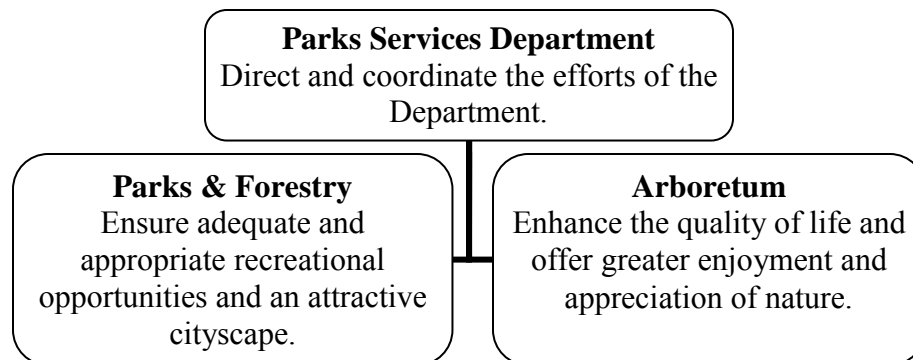 Parks Services Department
Direct and coordinate the efforts of the
Department.
Parks & Forestry
Ensure adequate and
appropriate recreational
opportunities and an attractive
cityscape.
Arboretum
Enhance the quality of life and
offer greater enjoyment and
appreciation of nature.